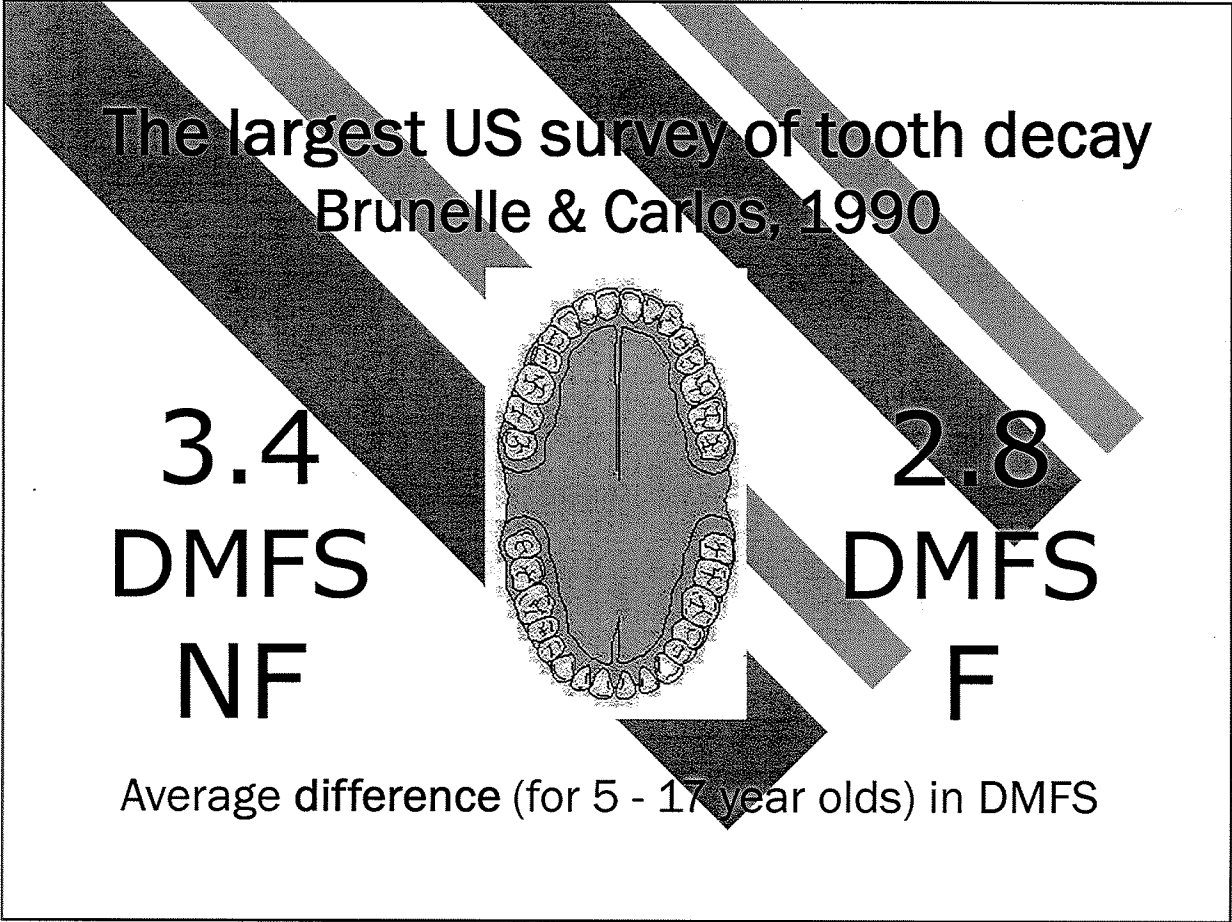 The largest US survey of tooth decay
Brunelle & Carlos, 1990
3.4
DMFS
NF
2.8
DMFS
F
Average difference (for 5 - 17 year olds) in DMFS